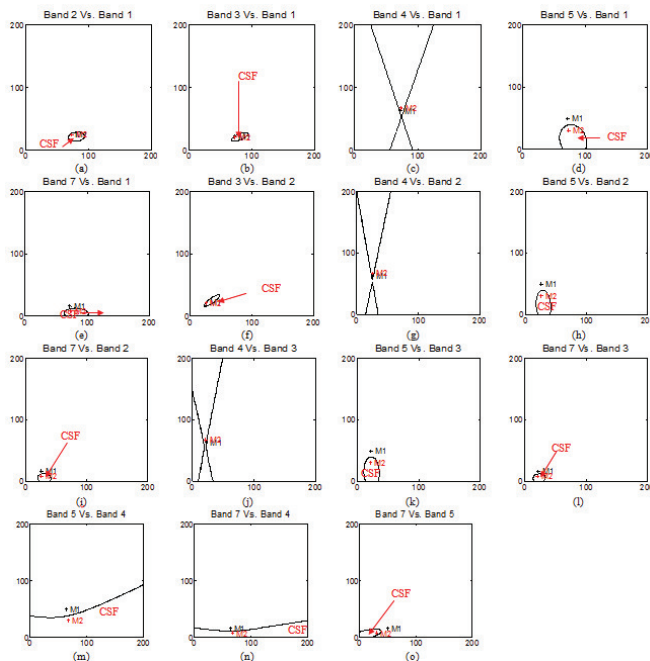 Band 2 Vs. Band 1
Band 3 Vs. Band 1
Band 4 Vs. Band 1
Band 5 Vs. Band 1
200
200
200
200
CSF
100
100
100
100
M1
M2
M1
M2
CSF
CSF
0
0
0
0
0 100 200
0 100 200
0 100 200
0 100 200
(a)
(b)
(c)
(d)
Band 7 Vs. Band 1
Band 3 Vs. Band 2
Band 4 Vs. Band 2
Band 5 Vs. Band 2
200
200
200
200
100
100
100
100
M2
M1
M1
M1
CSF
M2
M2
CSF
CSF
0
0
0
0
0 100 200
0 100 200
0 100 200
0 100 200
(e)
(f)
(g)
(h)
Band 7 Vs. Band 2
Band 4 Vs. Band 3
Band 5 Vs. Band 3
Band 7 Vs. Band 3
200
200
200
200
100
100
100
100
CSF
M2
M1
M1
CSF
M1
M2
M2
CSF
M1
M2
0
0
0
0
0 100 200
0 100 200
0 100 200
0 100 200
(i)
(j)
(k)
(l)
Band 5 Vs. Band 4
Band 7 Vs. Band 4
Band 7 Vs. Band 5
200
200
200
100
100
100
M1
M2
CSF
M1
M2
CSF
CSF
M1
M2
0
0
0
0 100 200
0 100 200
0 100 200
(m)
(n)
(o)